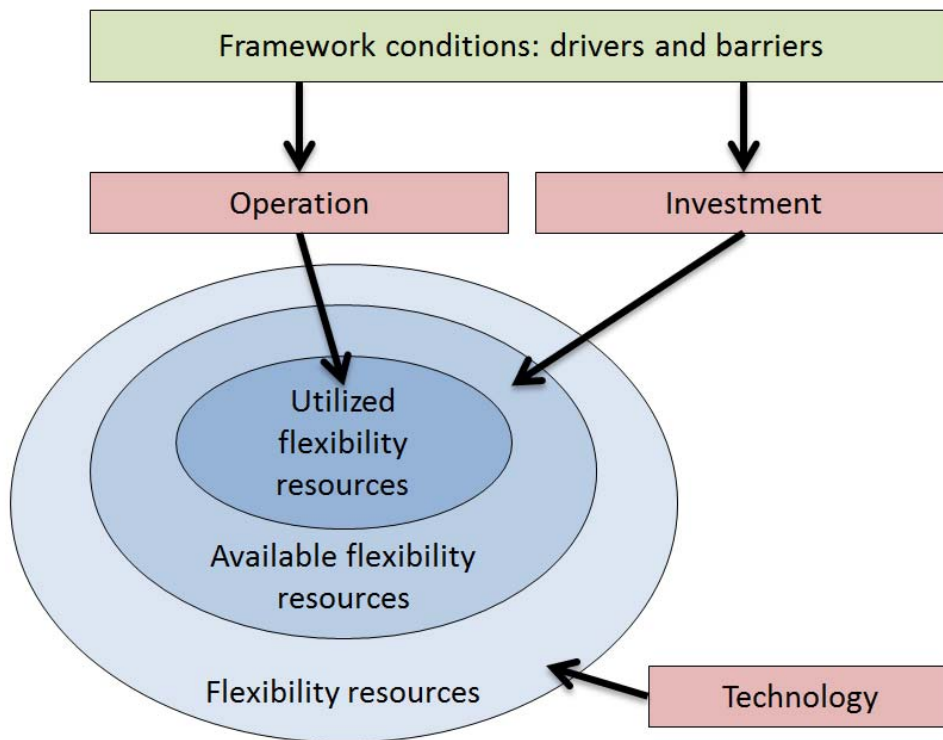 Framework conditions: drivers and barriers
Operation
Investment
Utilized
flexibility
resources
Available flexibility
resources
Flexibility resources
Technology